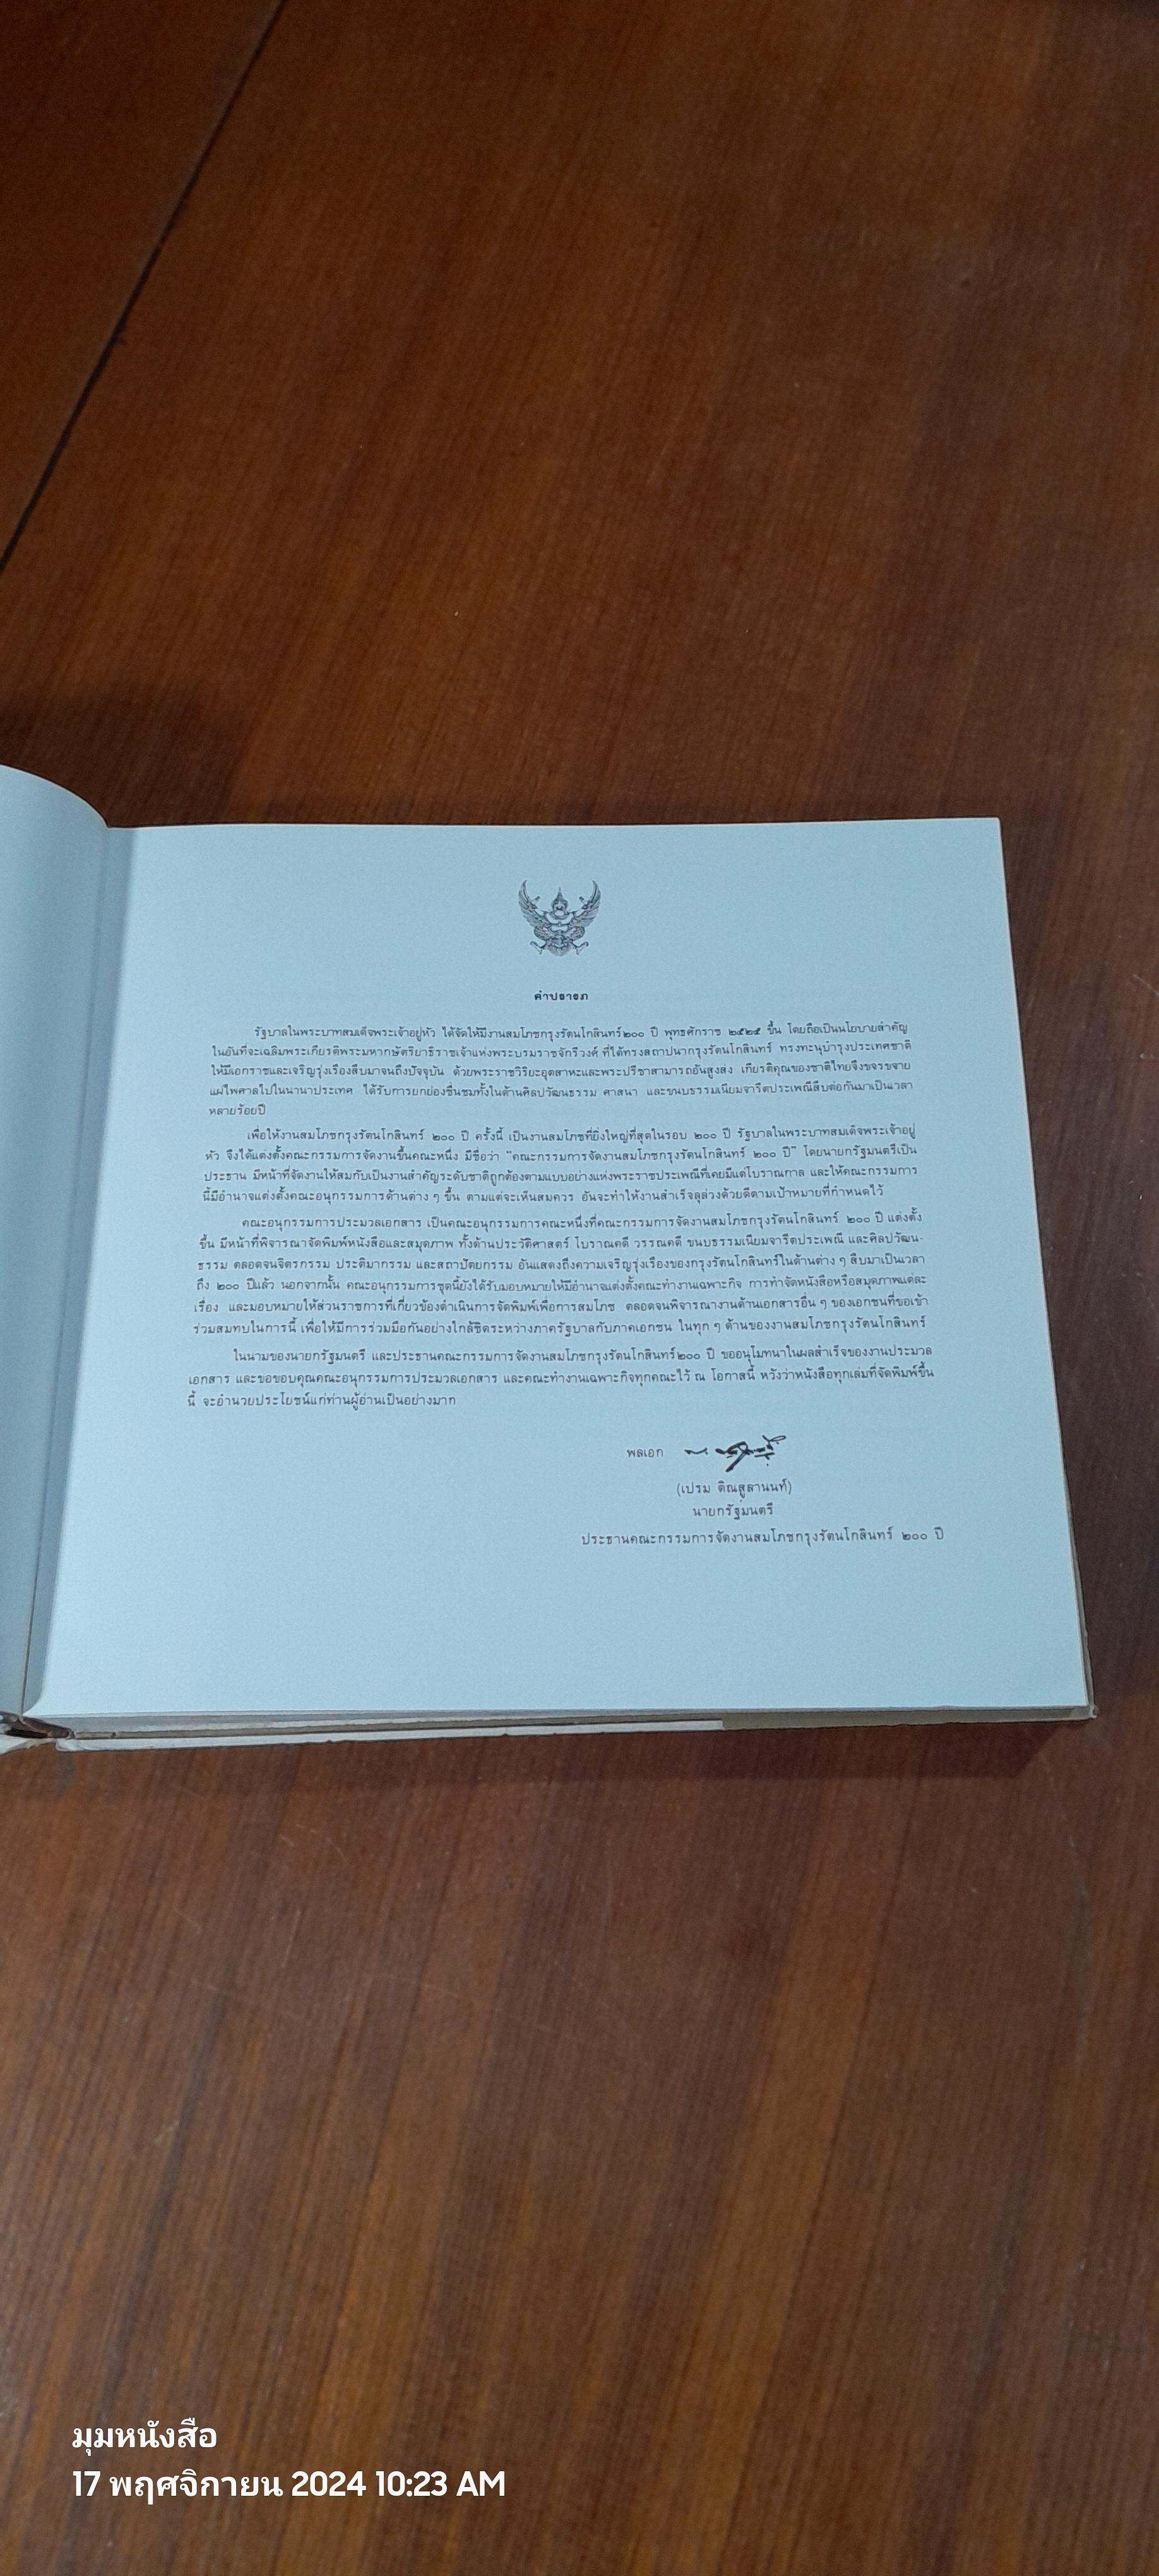 คำปรารภ
รัฐบาลในพระบาทสมเด็จพระเจ้าอยู่หัว ได้จัดให้มีงานสมโภชกรุงรัตนโกสินทร์๒๐๐ ปี พุทธศักราช ๒๕๒๕ ขึ้น โดยถือเป็นนโยบายสำคัญ
ในอันที่จะเฉลิมพระเกียรติพระมหากษัตริยาธิราชเจ้าแห่งพระบรมราชจักรีวงศ์ ที่ได้ทรงสถาปนากรุงรัตนโกสินทร์ ทรงทะนุบำรุงประเทศชาติ
ให้มีเอกราชและเจริญรุ่งเรืองสืบมาจนถึงปัจจุบัน ด้วยพระราชวิริยะอุตสาหะและพระปรีชาสามารถอันสูงส่ง เกียรติคุณของชาติไทยจึงขจรขจาย
แผ่ไพศาลไปในนานาประเทศ ได้รับการยกย่องชื่นชมทั้งในด้านศิลปวัฒนธรรม ศาสนา และขนบธรรมเนียมจารีตประเพณีสืบต่อกันมาเป็นเวลา
หลายร้อยปี
เพื่อให้งานสมโภชกรุงรัตนโกสินทร์ ๒๐๐ ปี ครั้งนี้ เป็นงานสมโภชที่ยิ่งใหญ่ที่สุดในรอบ ๒๐๐ ปี รัฐบาลในพระบาทสมเด็จพระเจ้าอยู่
หัว จึงได้แต่งตั้งคณะกรรมการจัดงานขึ้นคณะหนึ่ง มีชื่อว่า "คณะกรรมการจัดงานสมโภชกรุงรัตนโกสินทร์ ๒๐๐ ปี" โดยนายกรัฐมนตรีเป็น
ประธาน มีหน้าที่จัดงานให้สมกับเป็นงานสำคัญระดับชาติถูกต้องตามแบบอย่างแห่งพระราชประเพณีที่เคยมีแต่โบราณกาล และให้คณะกรรมการ
นี้มีอำนาจแต่งตั้งคณะอนุกรรมการด้านต่าง ๆ ขึ้น ตามแต่จะเห็นสมควร อันจะทำให้งานสำเร็จลุล่วงด้วยดีตามเป้าหมายที่กำหนดไว้
คณะอนุกรรมการประมวลเอกสาร เป็นคณะอนุกรรมการคณะหนึ่งที่คณะกรรมการจัดงานสมโภชกรุงรัตนโกสินทร์ ๒๐๐ ปี แต่งตั้ง
ขึ้น มีหน้าที่พิจารณาจัดพิมพ์หนังสือและสมุดภาพ ทั้งด้านประวัติศาสตร์ โบราณคดี วรรณคดี ขนบธรรมเนียมจารีตประเพณี และศิลปวัฒน-
ธรรม ตลอดจนจิตรกรรม ประติมากรรม และสถาปัตยกรรม อันแสดงถึงความเจริญรุ่งเรืองของกรุงรัตนโกสินทร์ในด้านต่าง ๆ สืบมาเป็นเวลา
ถึง ๒๐๐ ปีแล้ว นอกจากนั้น คณะอนุกรรมการชุดนี้ยังได้รับมอบหมายให้มีอำนาจแต่งตั้งคณะทำงานเฉพาะกิจ การทำจัดหนังสือหรือสมุดภาพแต่ละ
เรื่อง และมอบหมายให้ส่วนราชการที่เกี่ยวข้องดำเนินการจัดพิมพ์เพื่อการสมโภช ตลอดจนพิจารณางานด้านเอกสารอื่น ๆ ของเอกชนที่ขอเข้า
ร่วมสมทบในการนี้ เพื่อให้มีการร่วมมือกันอย่างใกล้ชิดระหว่างภาครัฐบาลกับภาคเอกชน ในทุก ๆ ด้านของงานสมโภชกรุงรัตนโกสินทร์
ในนามของนายกรัฐมนตรี และประธานคณะกรรมการจัดงานสมโภชกรุงรัตนโกสินทร์๒๐๐ ปี ขออนุโมทนาในผลสำเร็จของงานประมวล
เอกสาร และขอขอบคุณคณะอนุกรรมการประมวลเอกสาร และคณะทำงานเฉพาะกิจทุกคณะไว้ ณ โอกาสนี้ หวังว่าหนังสือทุกเล่มที่จัดพิมพ์ขึ้น
นี้ จะอำนวยประโยชน์แก่ท่านผู้อ่านเป็นอย่างมาก
พลเอก
(เปรม ติณสูลานนท์)
นายกรัฐมนตรี
ประธานคณะกรรมการจัดงานสมโภชกรุงรัตนโกสินทร์ ๒๐๐ ปี
มุมหนังสือ
17 พฤศจิกายน 2024 10:23 AM